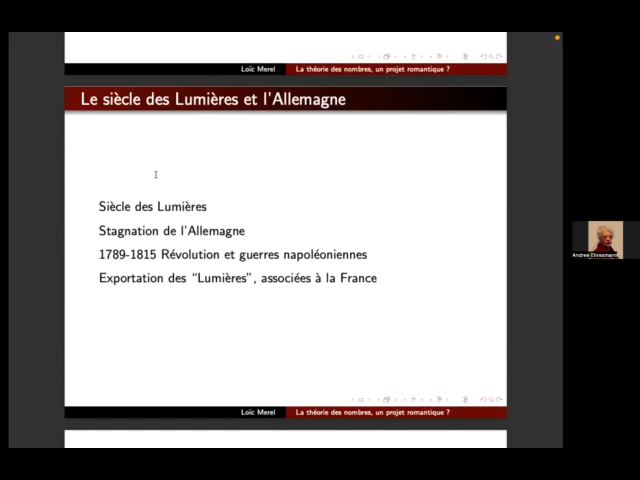 Loïc Merel La théorie des nombres, un projet romantique ?
Le siècle des Lumières et l'Allemagne
Siècle des Lumières
Stagnation de l'Allemagne
1789-1815 Révolution et guerres napoléoniennes
Exportation des “Lumières”, associées à la France
Andree Ehresmann
Loïc Merel La théorie des nombres, un projet romantique ?